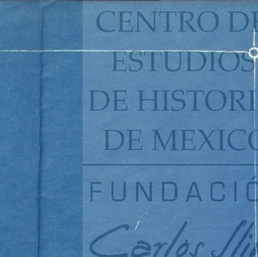 CENTRO DE
ESTUDIOS
DE HISTORI
DE MEXICO
FUNDACIÓ
Carlos Sli